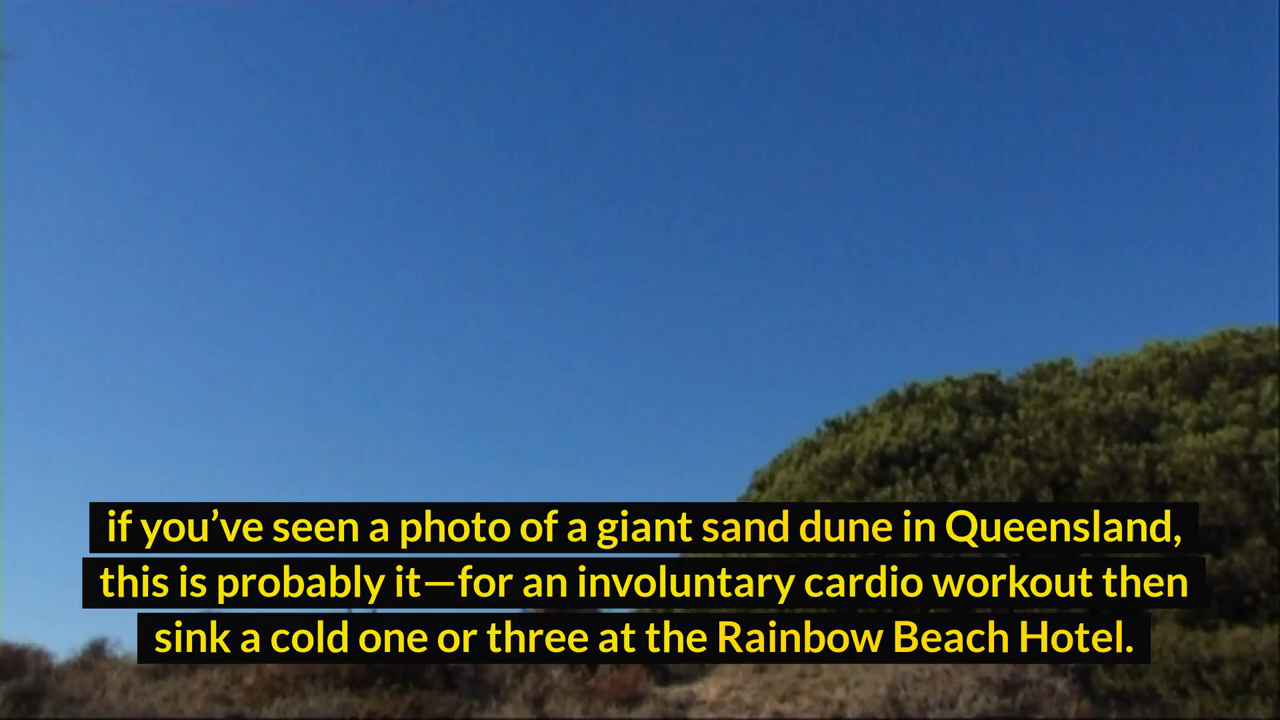 if you’ve seen a photo of a giant sand dune in Queensland,
this is probably it—for an involuntary cardio workout then
sink a cold one or three at the Rainbow Beach Hotel.